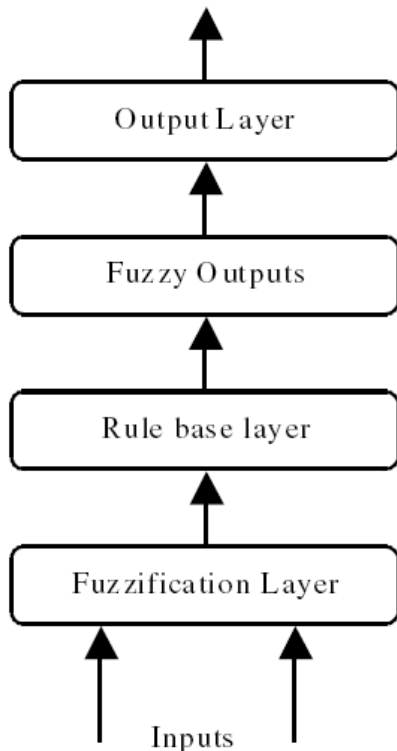 Output Layer
Fuzzy Outputs
Rule base layer
Fuzzification Layer
Inputs